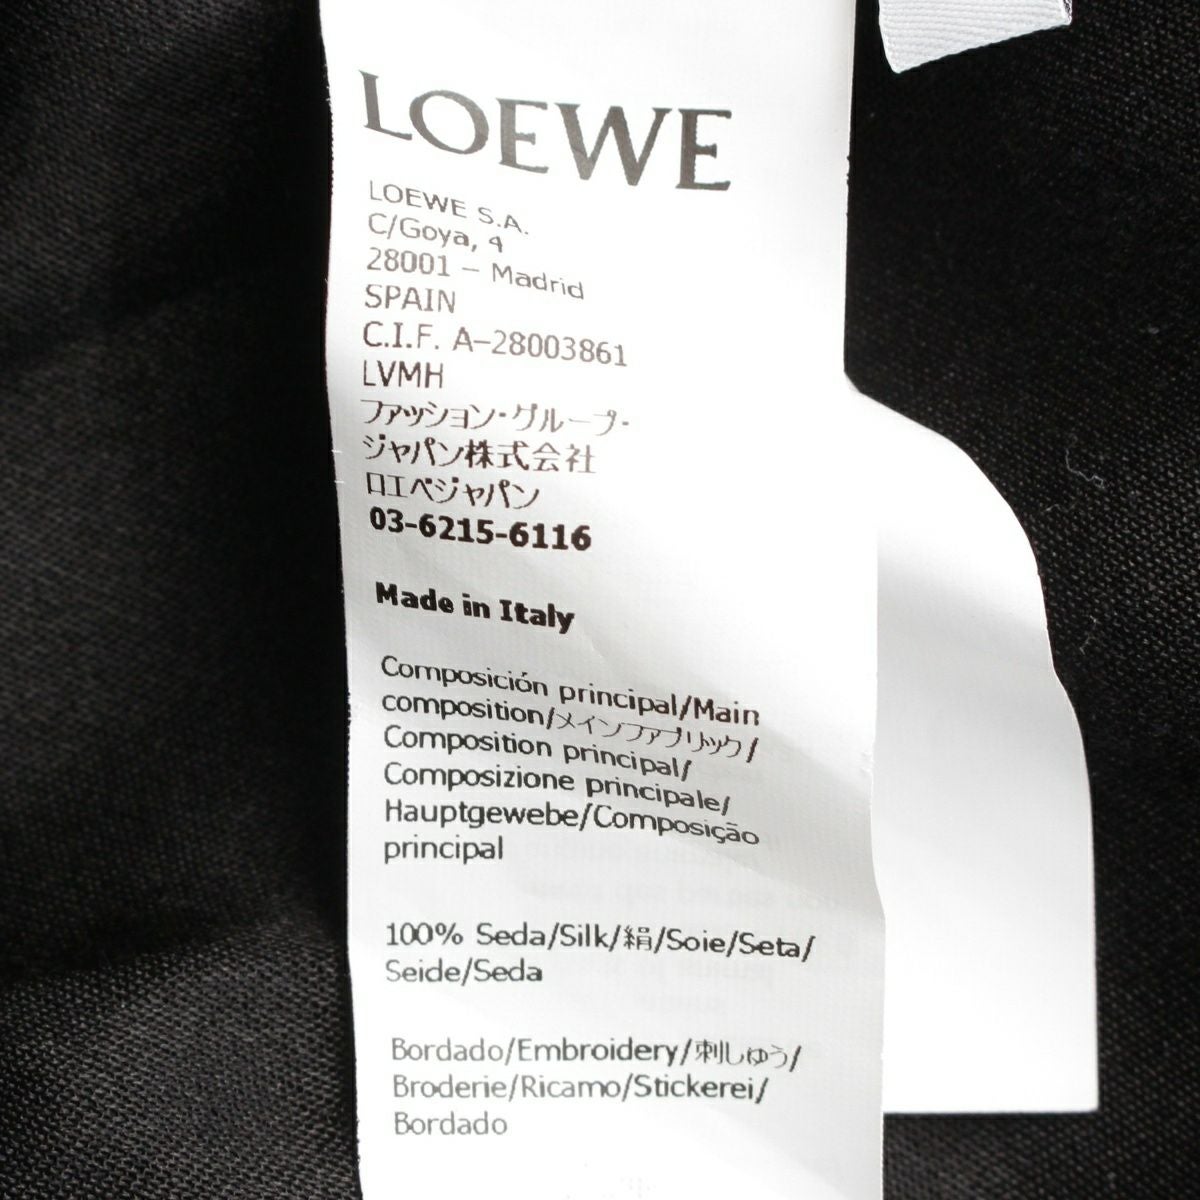 LOEWE
LOEWE S.A.
C/Goya, 4
28001 – Madrid
SPAIN
C.I.F. A–28003861
LVMH
ファッション・グループ・
ジャパン株式会社
ロエベジャパン
03-6215-6116
Made in Italy
Composición principal/Main
composition/メインファブリック/
Composition principal/
Composizione principale/
Hauptgewebe/Composição
principal
100% Seda/Silk/絹/Soie/Seta/
Seide/Seda
Bordado/Embroidery/刺しゅう/
Broderie/Ricamo/Stickerei/
Bordado